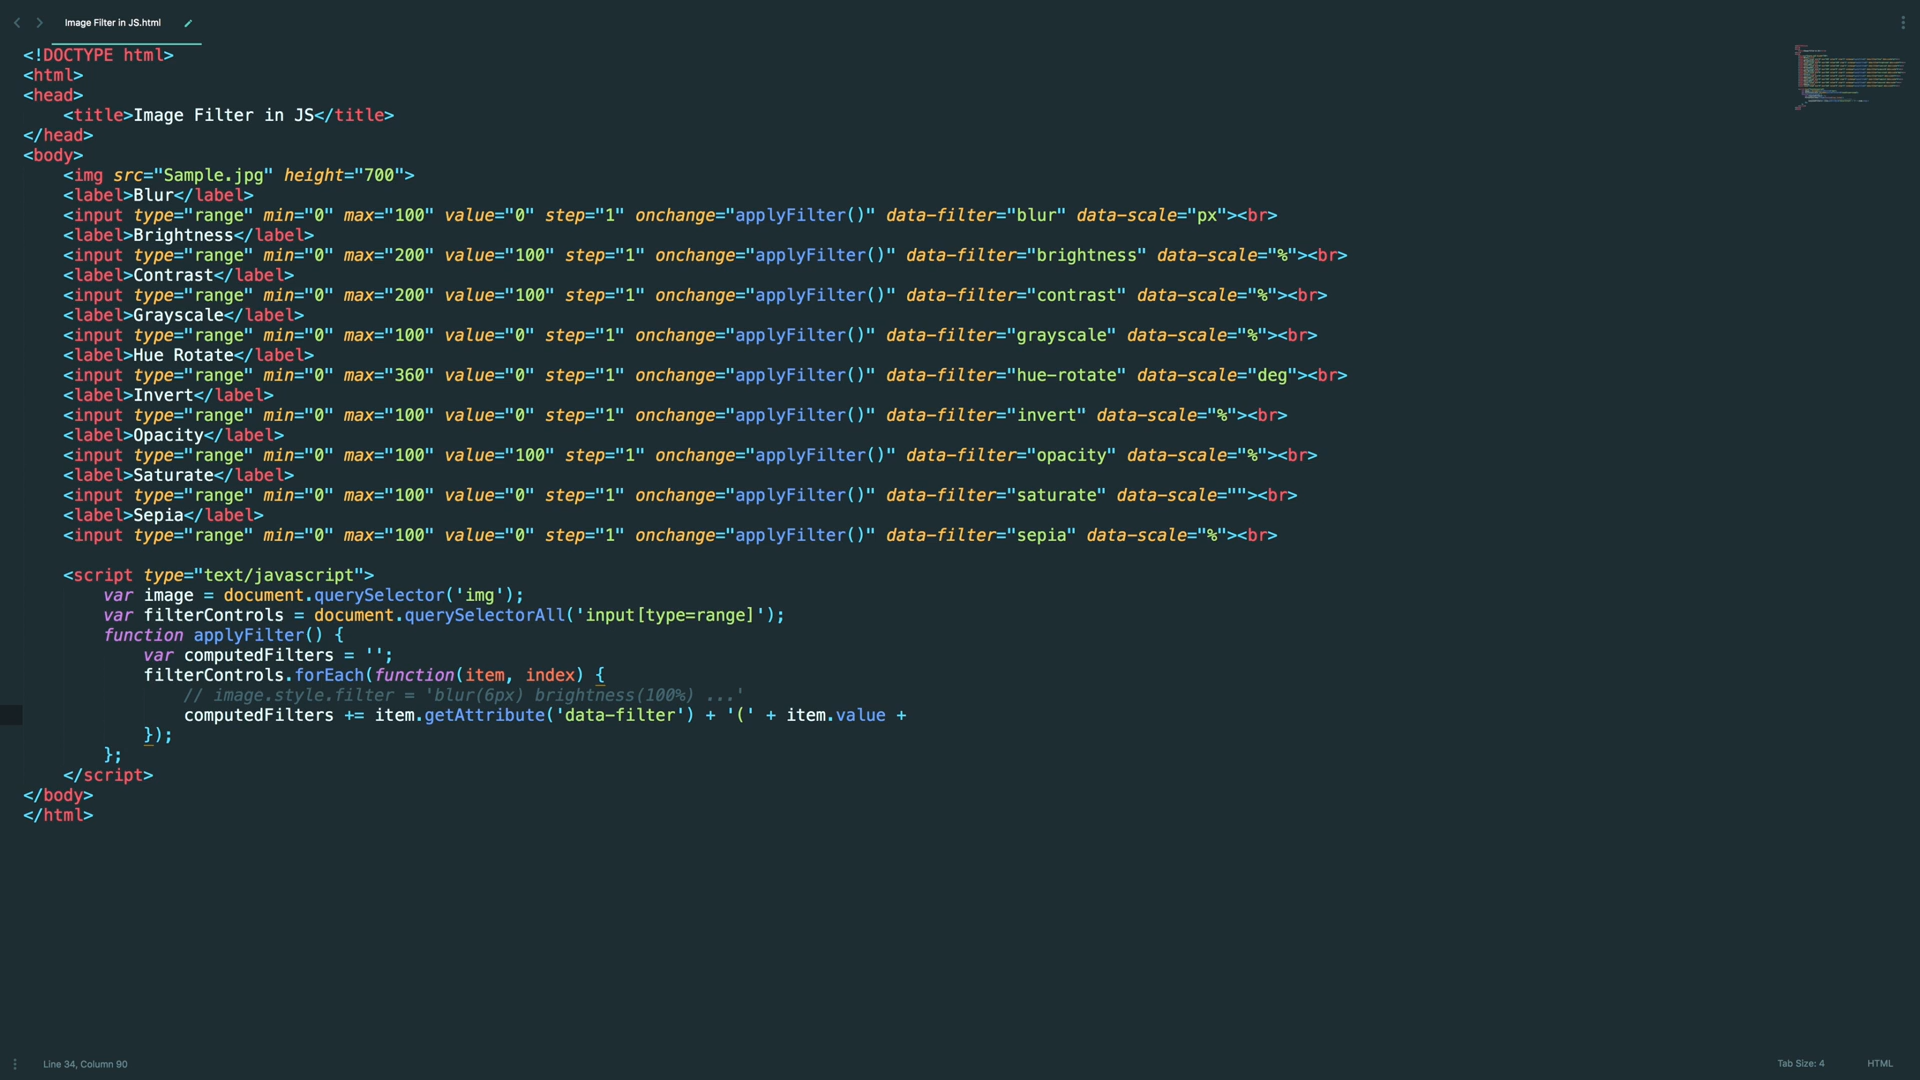 Image Filter in JS.html
<!DOCTYPE html>
<html>
<head>
    <title>Image Filter in JS</title>
</head>
<body>
    <img src="Sample.jpg" height="700">
    <label>Blur</label>
    <input type="range" min="0" max="100" value="0" step="1" onchange="applyFilter()" data-filter="blur" data-scale="px"><br>
    <label>Brightness</label>
    <input type="range" min="0" max="200" value="100" step="1" onchange="applyFilter()" data-filter="brightness" data-scale="%"><br>
    <label>Contrast</label>
    <input type="range" min="0" max="200" value="100" step="1" onchange="applyFilter()" data-filter="contrast" data-scale="%"><br>
    <label>Grayscale</label>
    <input type="range" min="0" max="100" value="0" step="1" onchange="applyFilter()" data-filter="grayscale" data-scale="%"><br>
    <label>Hue Rotate</label>
    <input type="range" min="0" max="360" value="0" step="1" onchange="applyFilter()" data-filter="hue-rotate" data-scale="deg"><br>
    <label>Invert</label>
    <input type="range" min="0" max="100" value="0" step="1" onchange="applyFilter()" data-filter="invert" data-scale="%"><br>
    <label>Opacity</label>
    <input type="range" min="0" max="100" value="100" step="1" onchange="applyFilter()" data-filter="opacity" data-scale="%"><br>
    <label>Saturate</label>
    <input type="range" min="0" max="100" value="0" step="1" onchange="applyFilter()" data-filter="saturate" data-scale=""><br>
    <label>Sepia</label>
    <input type="range" min="0" max="100" value="0" step="1" onchange="applyFilter()" data-filter="sepia" data-scale="%"><br>
    <script type="text/javascript">
        var image = document.querySelector('img');
        var filterControls = document.querySelectorAll('input[type=range]');
        function applyFilter() {
            var computedFilters = '';
            filterControls.forEach(function(item, index) {
                // image.style.filter = 'blur(6px) brightness(100%) ...'
                computedFilters += item.getAttribute('data-filter') + '(' + item.value +
            });
        };
    </script>
</body>
</html>
Line 34, Column 90
Tab Size: 4
HTML